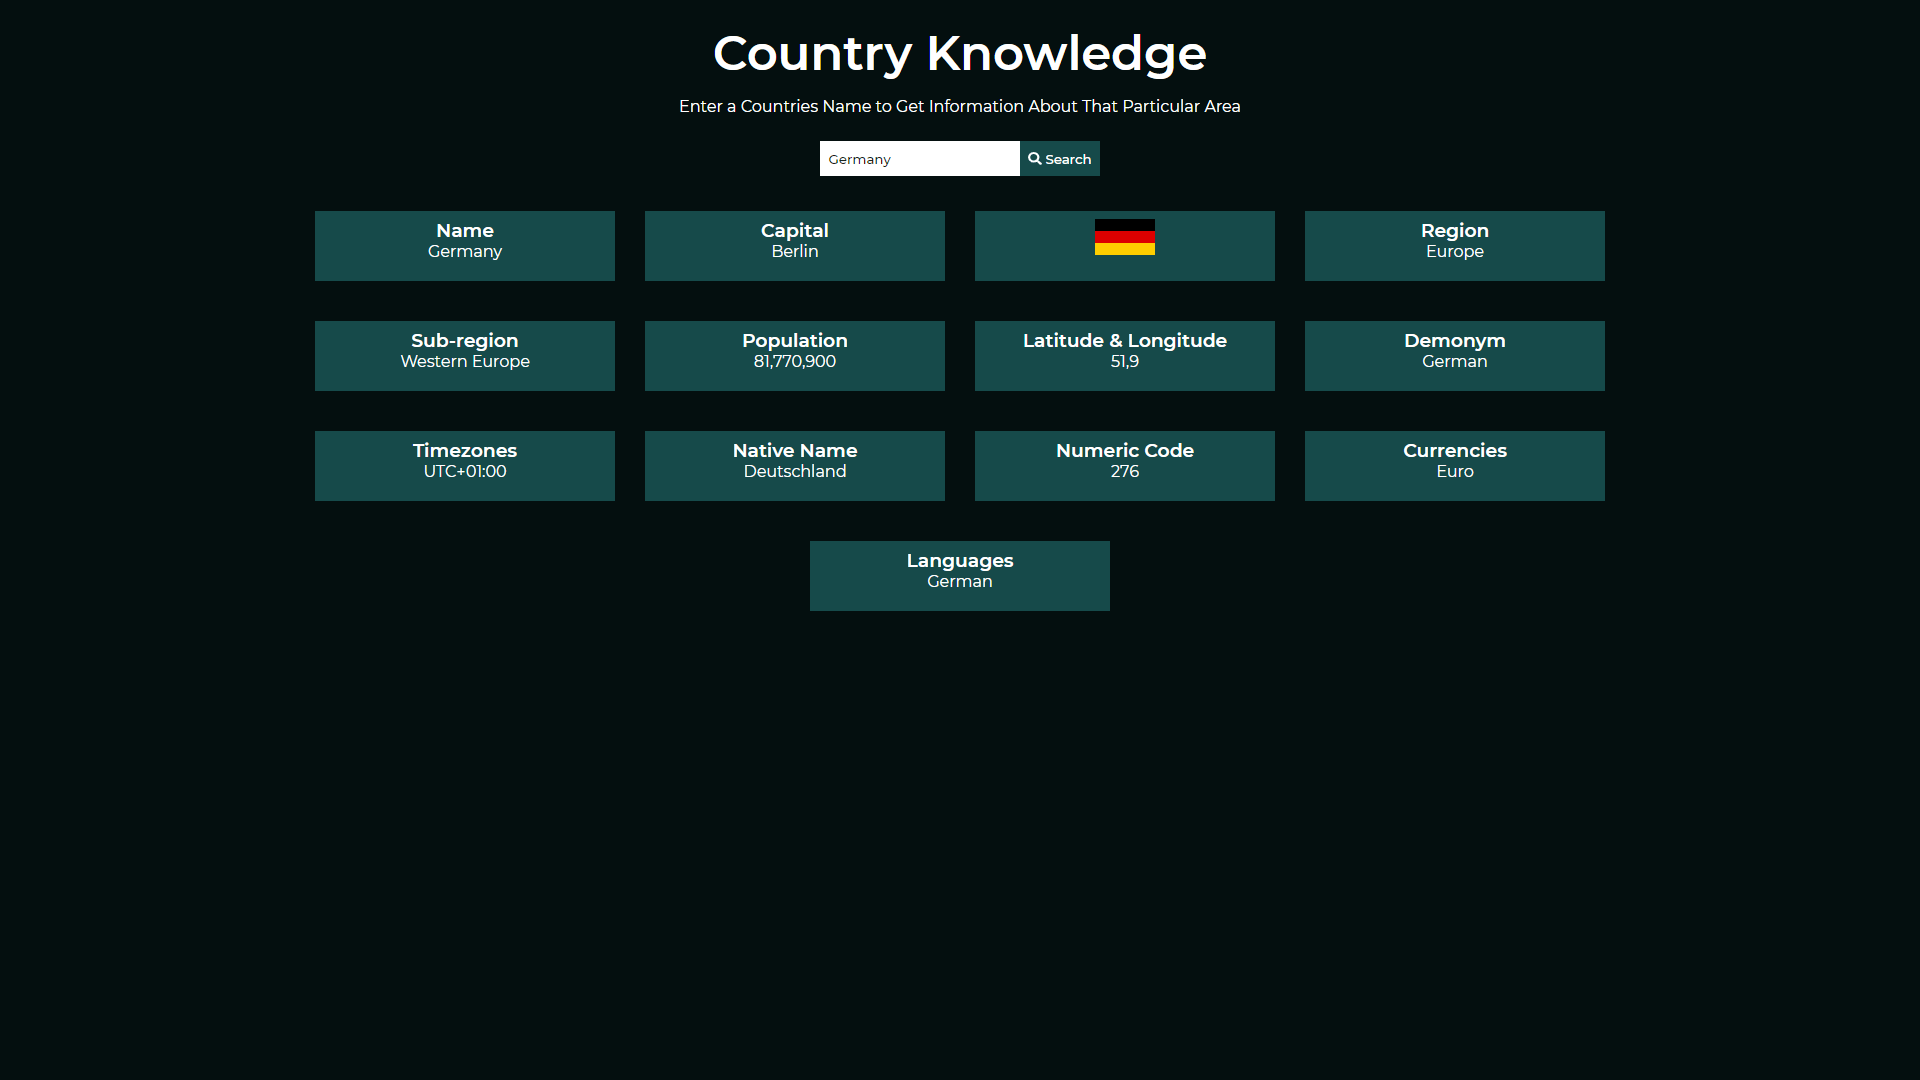 Country Knowledge
Enter a Countries Name to Get Information About That Particular Area
Germany
Search
Name
Germany
Capital
Berlin
Region
Europe
Sub-region
Western Europe
Population
81,770,900
Latitude & Longitude
51,9
Demonym
German
Timezones
UTC+01:00
Native Name
Deutschland
Numeric Code
276
Currencies
Euro
Languages
German